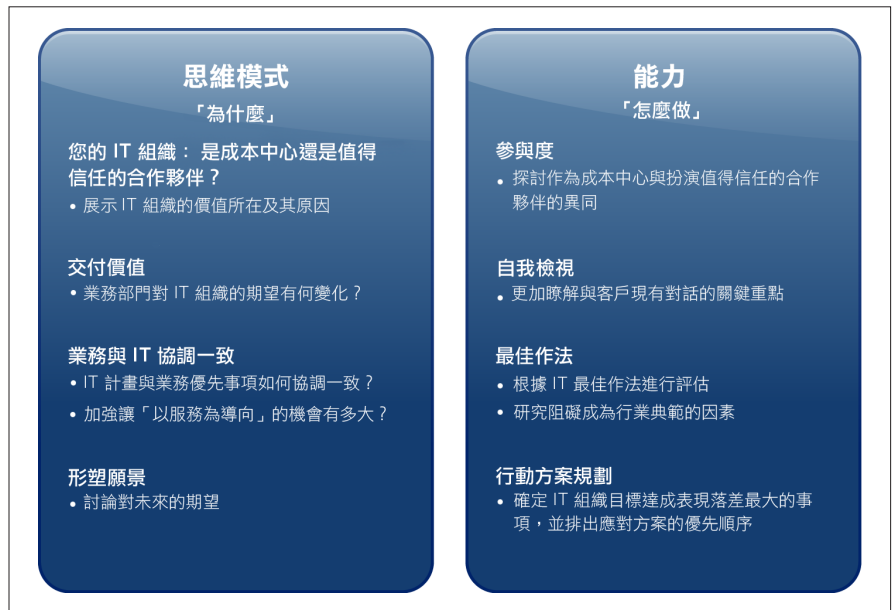 思維模式
「為什麼」
您的 IT 組織： 是成本中心還是值得
信任的合作夥伴？
• 展示 IT 組織的價值所在及其原因
交付價值
• 業務部門對 IT 組織的期望有何變化？
業務與 IT 協調一致
• IT 計畫與業務優先事項如何協調一致？
• 加強讓「以服務為導向」的機會有多大？
形塑願景
• 討論對未來的期望
能力
「怎麼做」
參與度
• 探討作為成本中心與扮演值得信任的合作
夥伴的異同
自我檢視
• 更加瞭解與客戶現有對話的關鍵重點
最佳作法
• 根據 IT 最佳作法進行評估
• 研究阻礙成為行業典範的因素
行動方案規劃
• 確定 IT 組織目標達成表現落差最大的事
項，並排出應對方案的優先順序